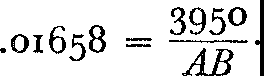 .01658 = 3950/AB.